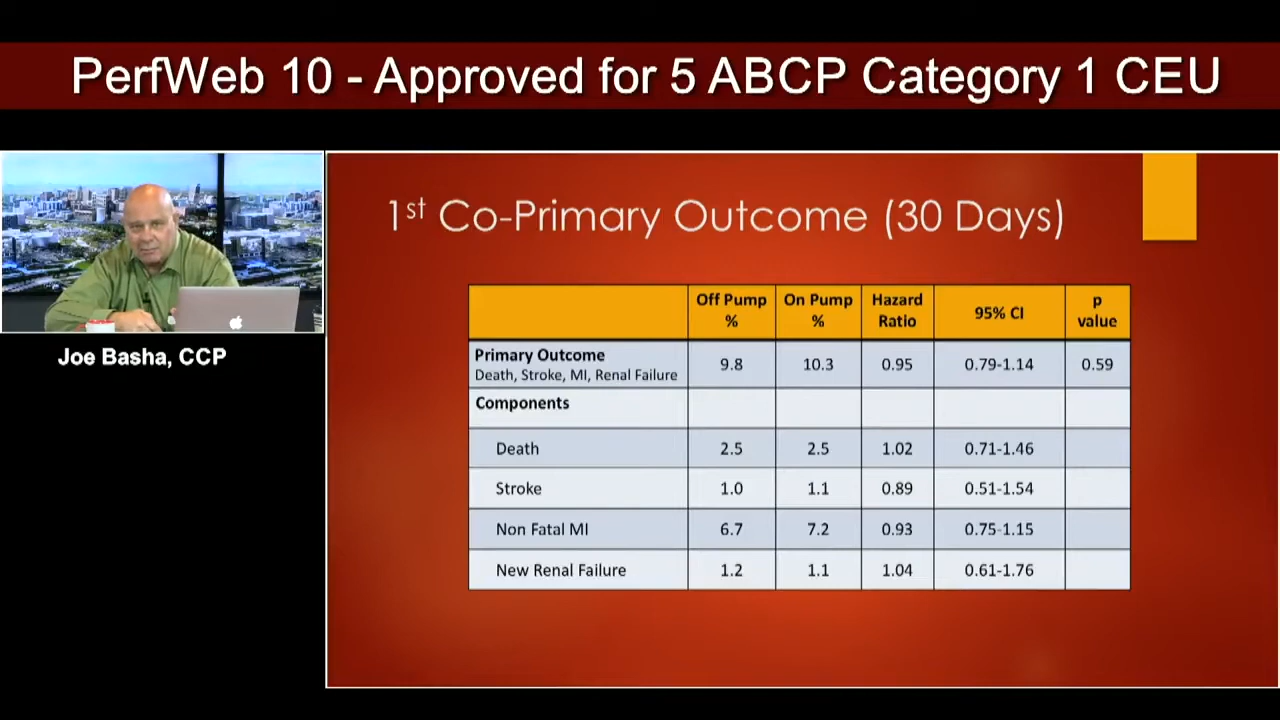 PerfWeb 10 - Approved for 5 ABCP Category 1 CEU
Joe Basha, CCP
1st Co-Primary Outcome (30 Days)
Off Pump % On Pump % Hazard Ratio 95% CI p value
Primary Outcome
Death, Stroke, MI, Renal Failure 9.8 10.3 0.95 0.79-1.14 0.59
Components
Death 2.5 2.5 1.02 0.71-1.46
Stroke 1.0 1.1 0.89 0.51-1.54
Non Fatal MI 6.7 7.2 0.93 0.75-1.15
New Renal Failure 1.2 1.1 1.04 0.61-1.76